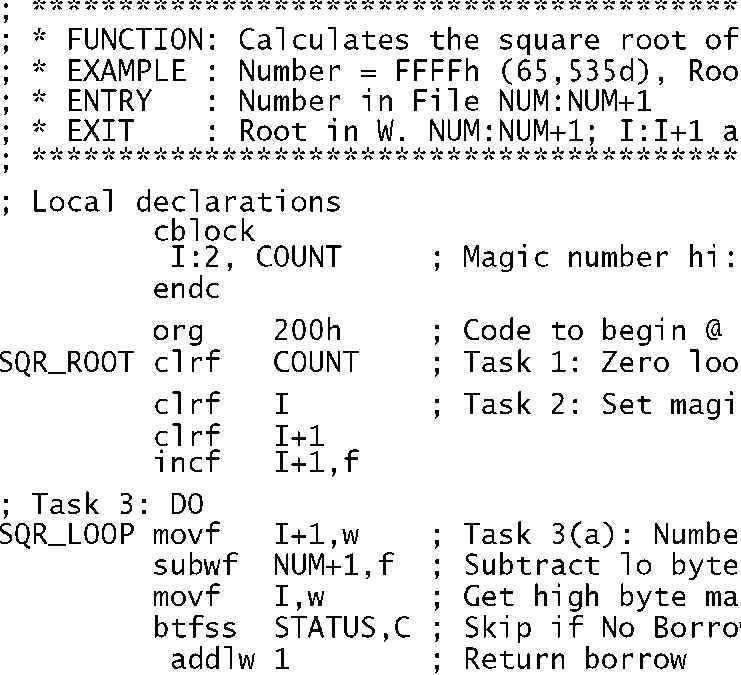 ; *****************************************
; * FUNCTION: Calculates the square root of
; * EXAMPLE : Number = FFFFh (65,535d), Roo
; * ENTRY   : Number in File NUM:NUM+1
; * EXIT    : Root in W. NUM:NUM+1; I:I+1 a
; *****************************************
; Local declarations
cblock
I:2, COUNT ; Magic number hi:
endc
org 200h ; Code to begin @
SQR_ROOT clrf COUNT ; Task 1: Zero loo
clrf I ; Task 2: Set magi
clrf I+1
incf I+1,f
; Task 3: DO
SQR_LOOP movf I+1,w ; Task 3(a): Numbe
subwf NUM+1,f ; Subtract lo byte
movf I,w ; Get high byte ma
btfss STATUS,C ; Skip if No Borro
addlw 1 ; Return borrow